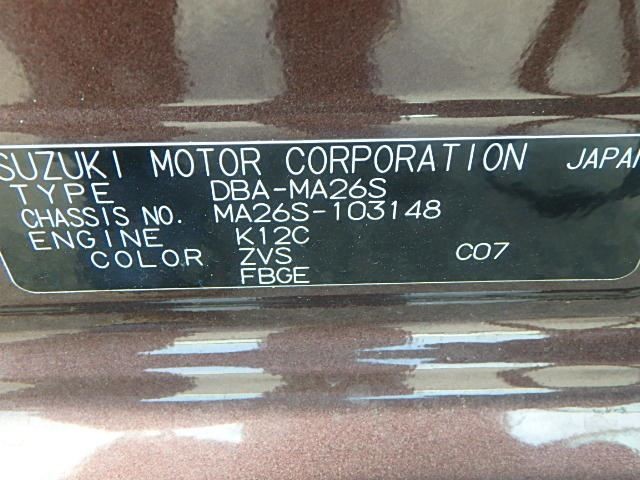 SUZUKI MOTOR CORPORATION JAPAN
TYPE DBA-MA26S
CHASSIS NO. MA26S-103148
ENGINE K12C
COLOR ZVS C07
FBGE